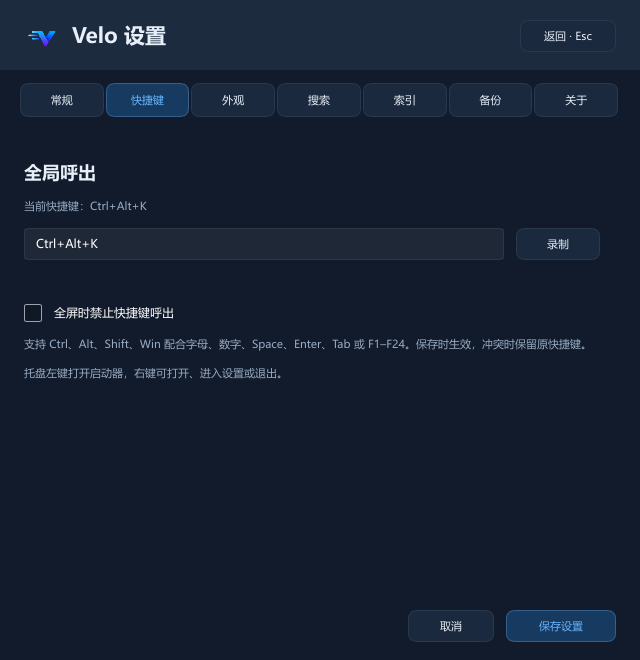 Velo 设置
返回 · Esc
常规 快捷键 外观 搜索 索引 备份 关于
全局呼出
当前快捷键：Ctrl+Alt+K
Ctrl+Alt+K 录制
全屏时禁止快捷键呼出
支持 Ctrl、Alt、Shift、Win 配合字母、数字、Space、Enter、Tab 或 F1–F24。保存时生效，冲突时保留原快捷键。
托盘左键打开启动器，右键可打开、进入设置或退出。
取消 保存设置